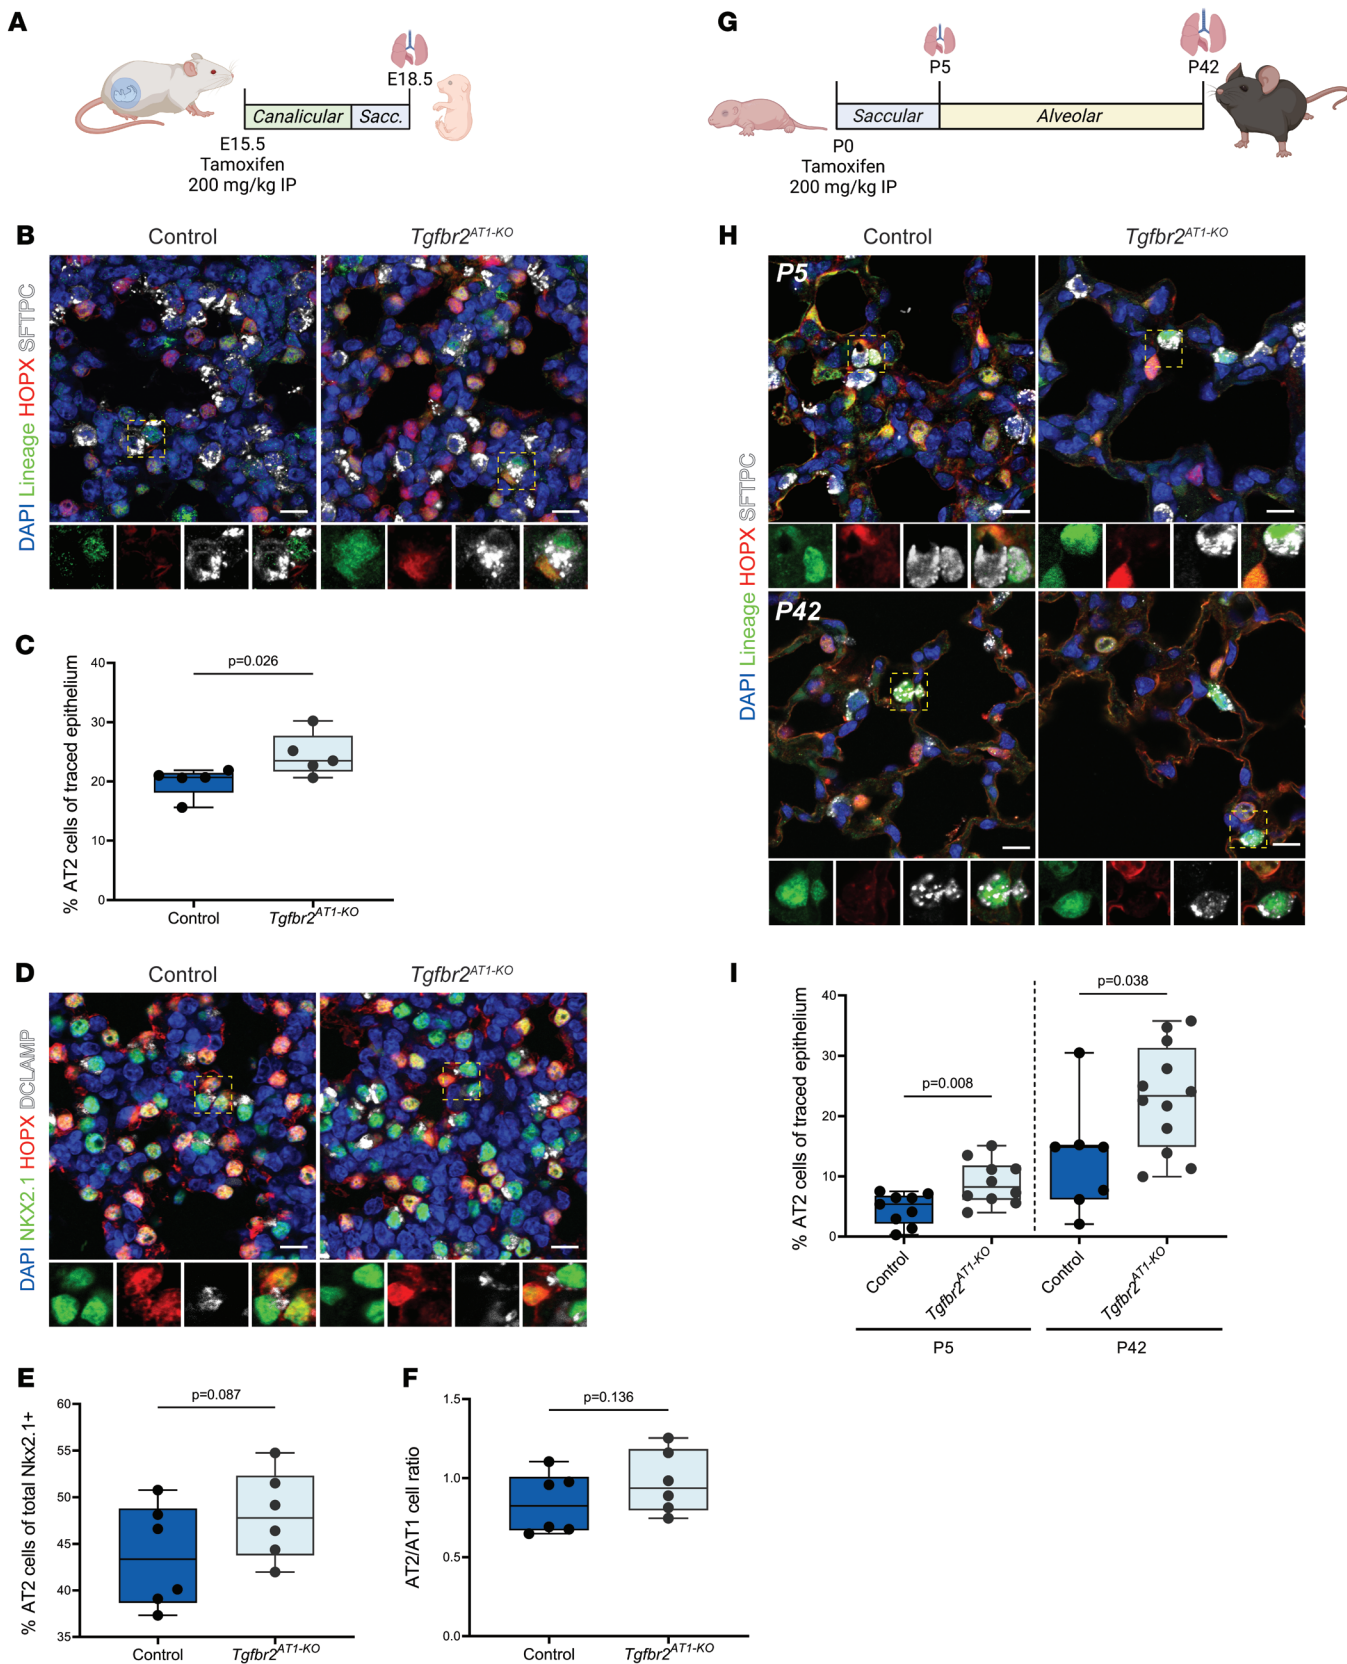 A
E18.5
Canalicular
Sacc.
E15.5
Tamoxifen
200 mg/kg IP
B
Control
Tgfbr2AT1-KO
DAPI Lineage HOPX SFTPC
C
% AT2 cells of traced epithelium
40
30
20
10
0
p=0.026
Control
Tgfbr2AT1-KO
D
Control
Tgfbr2AT1-KO
DAPI NKX2.1 HOPX DCLAMP
E
% AT2 cells of total Nkx2.1+
60
55
50
45
40
35
p=0.087
Control
Tgfbr2AT1-KO
F
AT2/AT1 cell ratio
1.5
1.0
0.5
0.0
p=0.136
Control
Tgfbr2AT1-KO
G
P5
P42
Saccular
Alveolar
P0
Tamoxifen
200 mg/kg IP
H
Control
Tgfbr2AT1-KO
P5
P42
DAPI Lineage HOPX SFTPC
I
% AT2 cells of traced epithelium
40
30
20
10
0
p=0.008
p=0.038
Control
Tgfbr2AT1-KO
Control
Tgfbr2AT1-KO
P5
P42